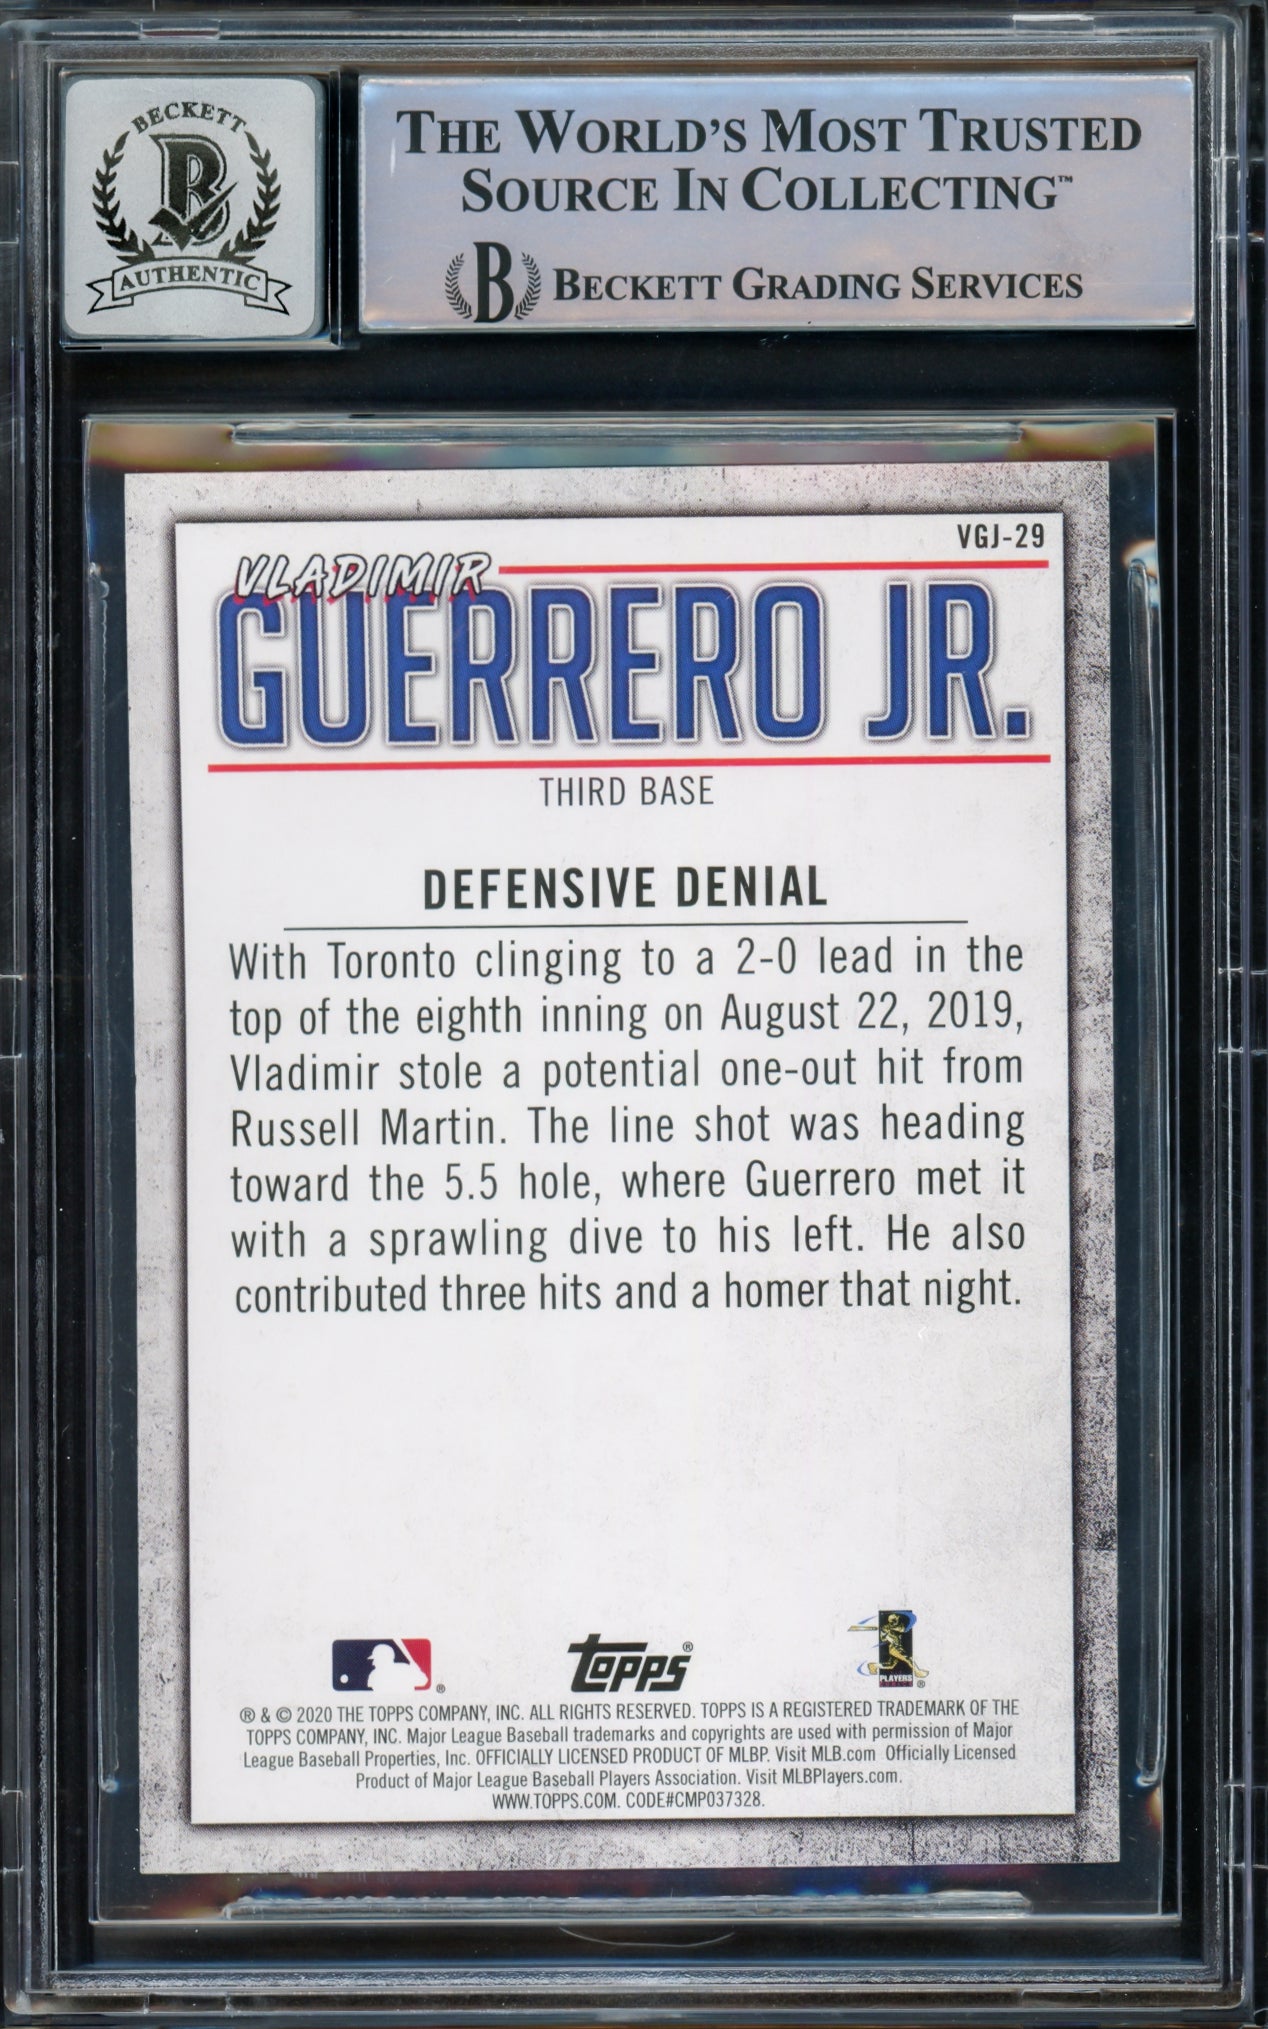 BECKETT
B
AUTHENTIC
THE WORLD'S MOST TRUSTED
SOURCE IN COLLECTING™
B BECKETT GRADING SERVICES
VGJ-29
VLADIMIR
GUERRERO JR.
THIRD BASE
DEFENSIVE DENIAL
With Toronto clinging to a 2-0 lead in the
top of the eighth inning on August 22, 2019,
Vladimir stole a potential one-out hit from
Russell Martin. The line shot was heading
toward the 5.5 hole, where Guerrero met it
with a sprawling dive to his left. He also
contributed three hits and a homer that night.
® Topps® PLAYERS ®
® & © 2020 THE TOPPS COMPANY, INC. ALL RIGHTS RESERVED. TOPPS IS A REGISTERED TRADEMARK OF THE
TOPPS COMPANY, INC. Major League Baseball trademarks and copyrights are used with permission of Major
League Baseball Properties, Inc. OFFICIALLY LICENSED PRODUCT OF MLBP. Visit MLB.com Officially Licensed
Product of Major League Baseball Players Association. Visit MLBPlayers.com.
WWW.TOPPS.COM. CODE#CMP037328.